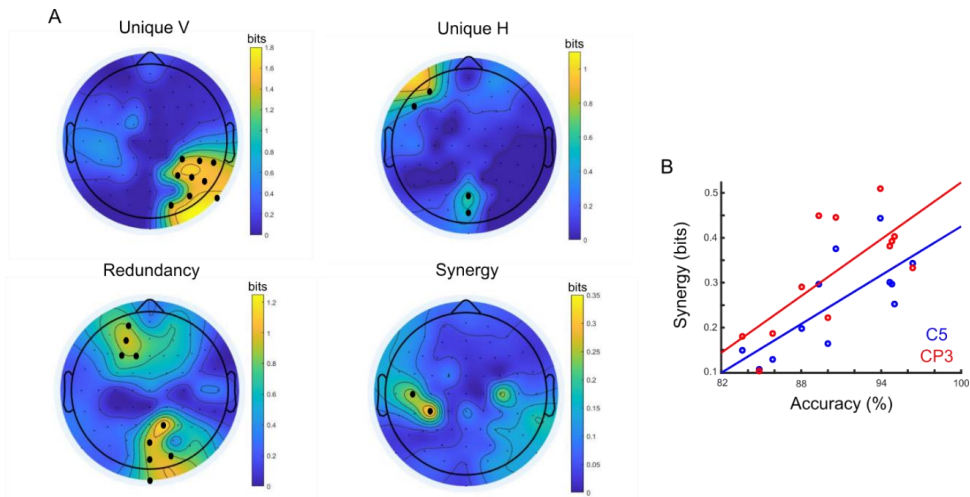 A
Unique V
bits
1.8
1.6
1.4
1.2
1
0.8
0.6
0.4
0.2
0
Unique H
bits
1
0.8
0.6
0.4
0.2
0
Redundancy
bits
1.2
1
0.8
0.6
0.4
0.2
0
Synergy
bits
0.35
0.3
0.25
0.2
0.15
0.1
0.05
0
B
Synergy (bits)
0.5
0.4
0.3
0.2
0.1
82
88
94
100
Accuracy (%)
C5
CP3